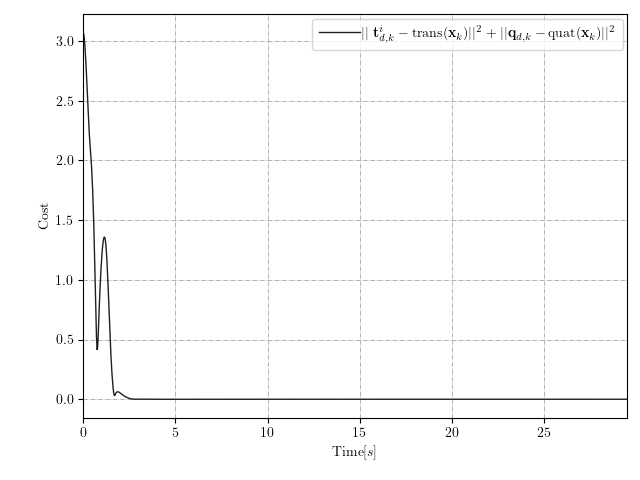 || t^i_{d,k} − trans(x_k)||² + ||q_{d,k} − quat(x_k)||²
3.0
2.5
2.0
1.5
1.0
0.5
0.0
Cost
0 5 10 15 20 25
Time[s]